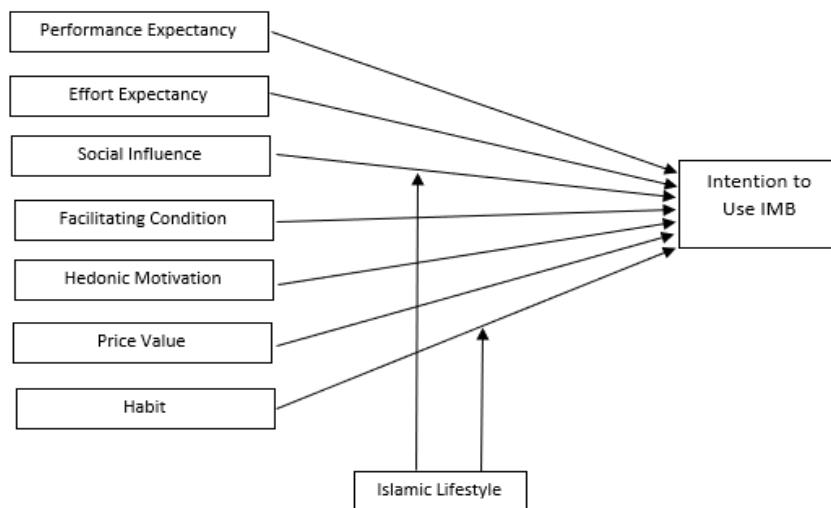 Performance Expectancy
Effort Expectancy
Social Influence
Facilitating Condition
Hedonic Motivation
Price Value
Habit
Intention to
Use IMB
Islamic Lifestyle